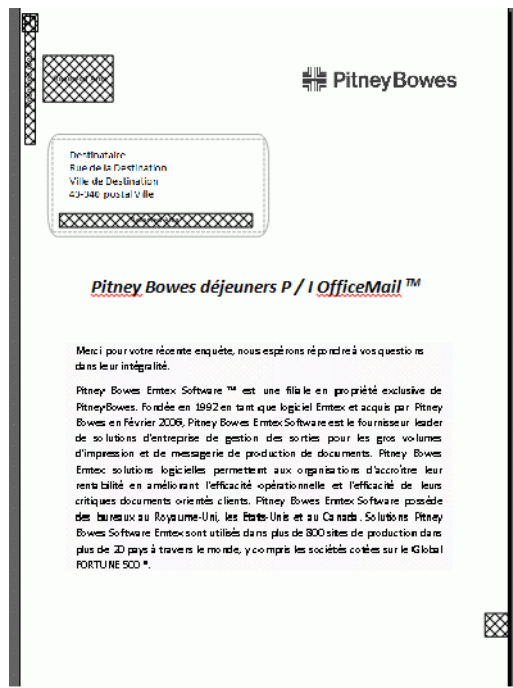 PitneyBowes
Destinataire
Rue de la Destination
Ville de Destination
postal Ville
Pitney Bowes déjeuners P / I OfficeMail ™
Merci pour votre récente enquête, nous espérons répondre à vos questions
dans leur intégralité.
Pitney Bowes Emtex Software ™ est une filiale en propriété exclusive de
PitneyBowes. Fondée en 1992 en tant que logiciel Emtex et acquis par Pitney
Bowes en Février 2006, Pitney Bowes Emtex Software est le fournisseur leader
de solutions d'entreprise de gestion des sorties pour les gros volumes
d'impression et de messagerie de production de documents. Pitney Bowes
Emtex solutions logicielles permettent aux organisations d'accroître leur
rentabilité en améliorant l'efficacité opérationnelle et l'efficacité de leurs
critiques documents orientés clients. Pitney Bowes Emtex Software possède
des bureaux au Royaume-Uni, les Etats-Unis et au Canada. Solutions Pitney
Bowes Software Emtex sont utilisés dans plus de 800 sites de production dans
plus de 20 pays à travers le monde, y compris les sociétés cotées sur le Global
FORTUNE 500 ®.